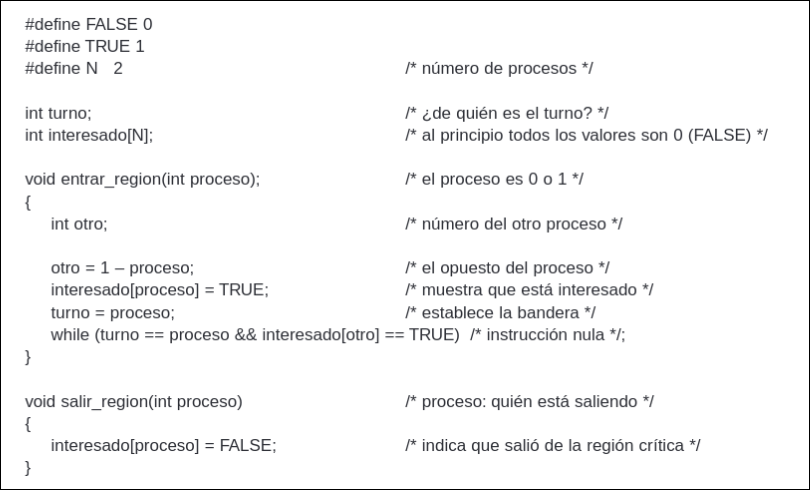 #define FALSE 0
#define TRUE 1
#define N 2 /* número de procesos */
int turno; /* ¿de quién es el turno? */
int interesado[N]; /* al principio todos los valores son 0 (FALSE) */
void entrar_region(int proceso); /* el proceso es 0 o 1 */
{
int otro; /* número del otro proceso */
otro = 1 – proceso; /* el opuesto del proceso */
interesado[proceso] = TRUE; /* muestra que está interesado */
turno = proceso; /* establece la bandera */
while (turno == proceso && interesado[otro] == TRUE) /* instrucción nula */;
}
void salir_region(int proceso) /* proceso: quién está saliendo */
{
interesado[proceso] = FALSE; /* indica que salió de la región crítica */
}